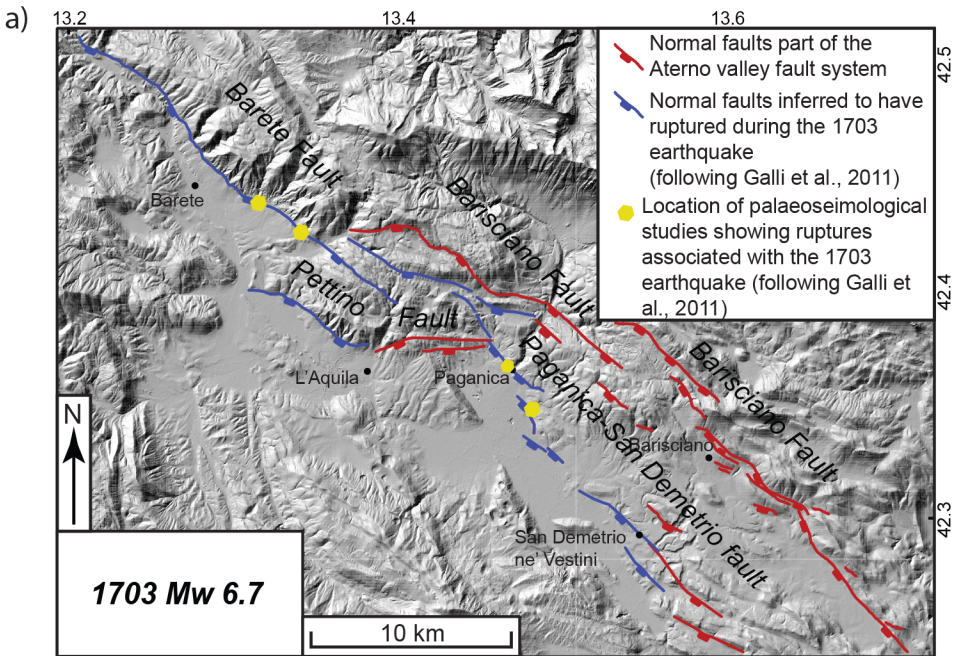 a)
13.2
13.4
13.6
Normal faults part of the
Aterno valley fault system
Normal faults inferred to have
ruptured during the 1703
earthquake
(following Galli et al., 2011)
Location of palaeoseimological
studies showing ruptures
associated with the 1703
earthquake (following Galli et
al., 2011)
42.5
42.4
42.3
Barete Fault
Barete
Barisciano Fault
Pettino
Fault
L'Aquila
Paganica
Paganica-San Demetrio fault
Barisciano Fault
Barisciano
San Demetrio
ne' Vestini
N
1703 Mw 6.7
10 km